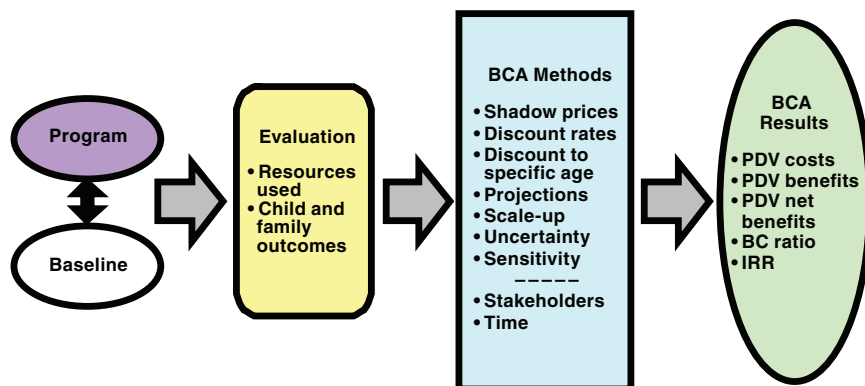 Program
Baseline
Evaluation
• Resources
used
• Child and
family
outcomes
BCA Methods
• Shadow prices
• Discount rates
• Discount to
specific age
• Projections
• Scale-up
• Uncertainty
• Sensitivity
–––––
• Stakeholders
• Time
BCA
Results
• PDV costs
• PDV benefits
• PDV net
benefits
• BC ratio
• IRR